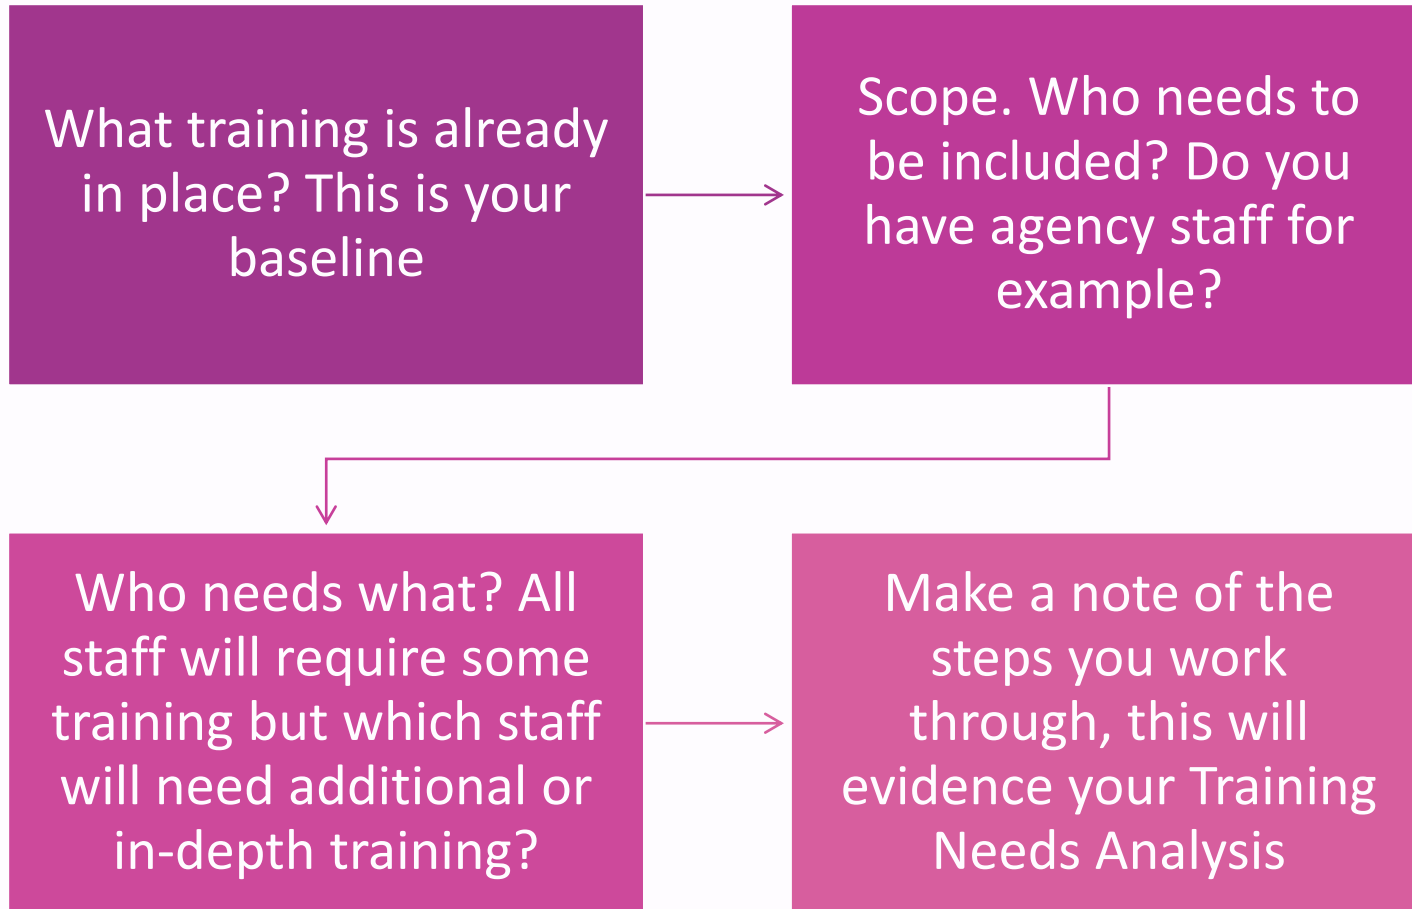 What training is already
in place? This is your
baseline
Scope. Who needs to
be included? Do you
have agency staff for
example?
Who needs what? All
staff will require some
training but which staff
will need additional or
in-depth training?
Make a note of the
steps you work
through, this will
evidence your Training
Needs Analysis